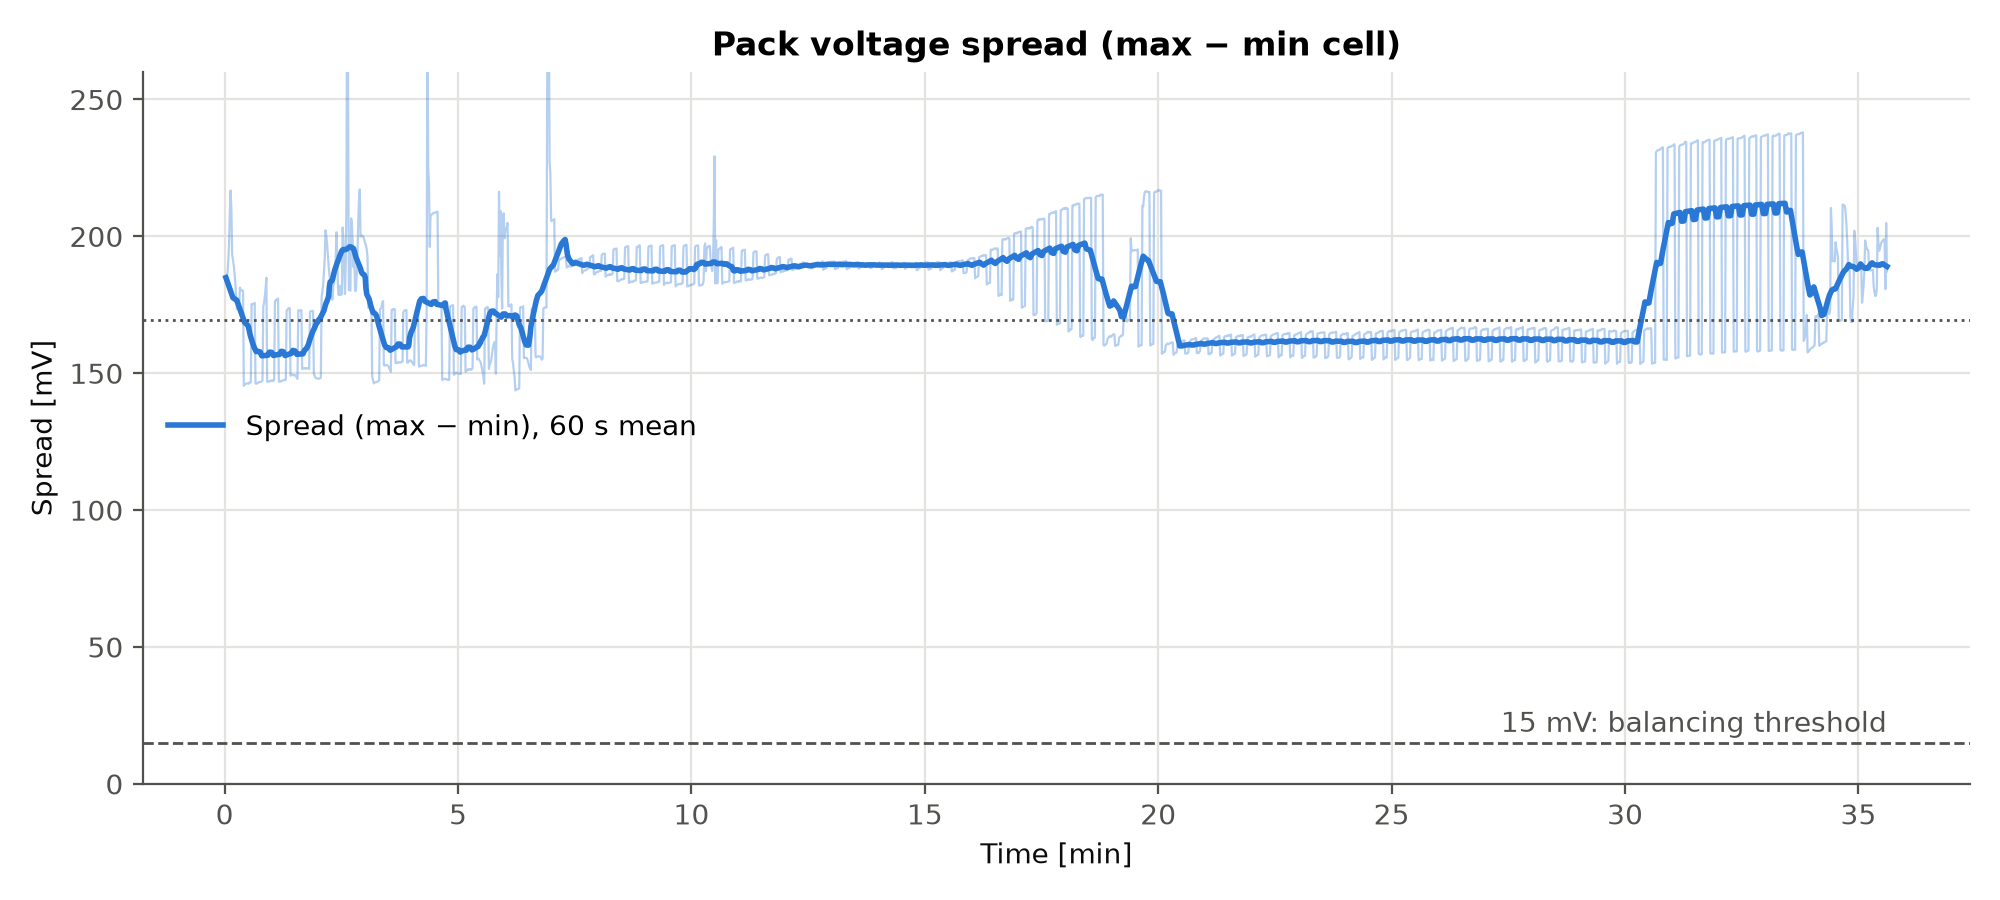 Pack voltage spread (max − min cell)
250
200
150
100
50
0
Spread [mV]
Spread (max − min), 60 s mean
15 mV: balancing threshold
0 5 10 15 20 25 30 35
Time [min]